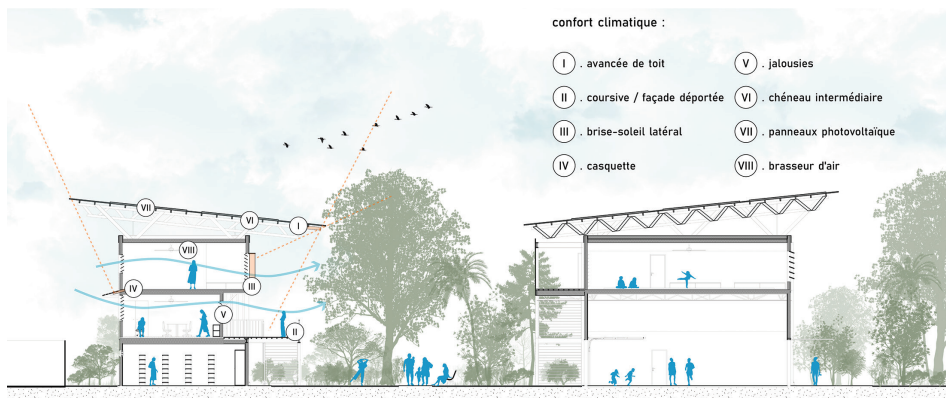 confort climatique :
I . avancée de toit
II . coursive / façade déportée
III . brise-soleil latéral
IV . casquette
V . jalousies
VI . chéneau intermédiaire
VII . panneaux photovoltaïque
VIII . brasseur d'air
VII
VI
I
VIII
III
IV
V
II